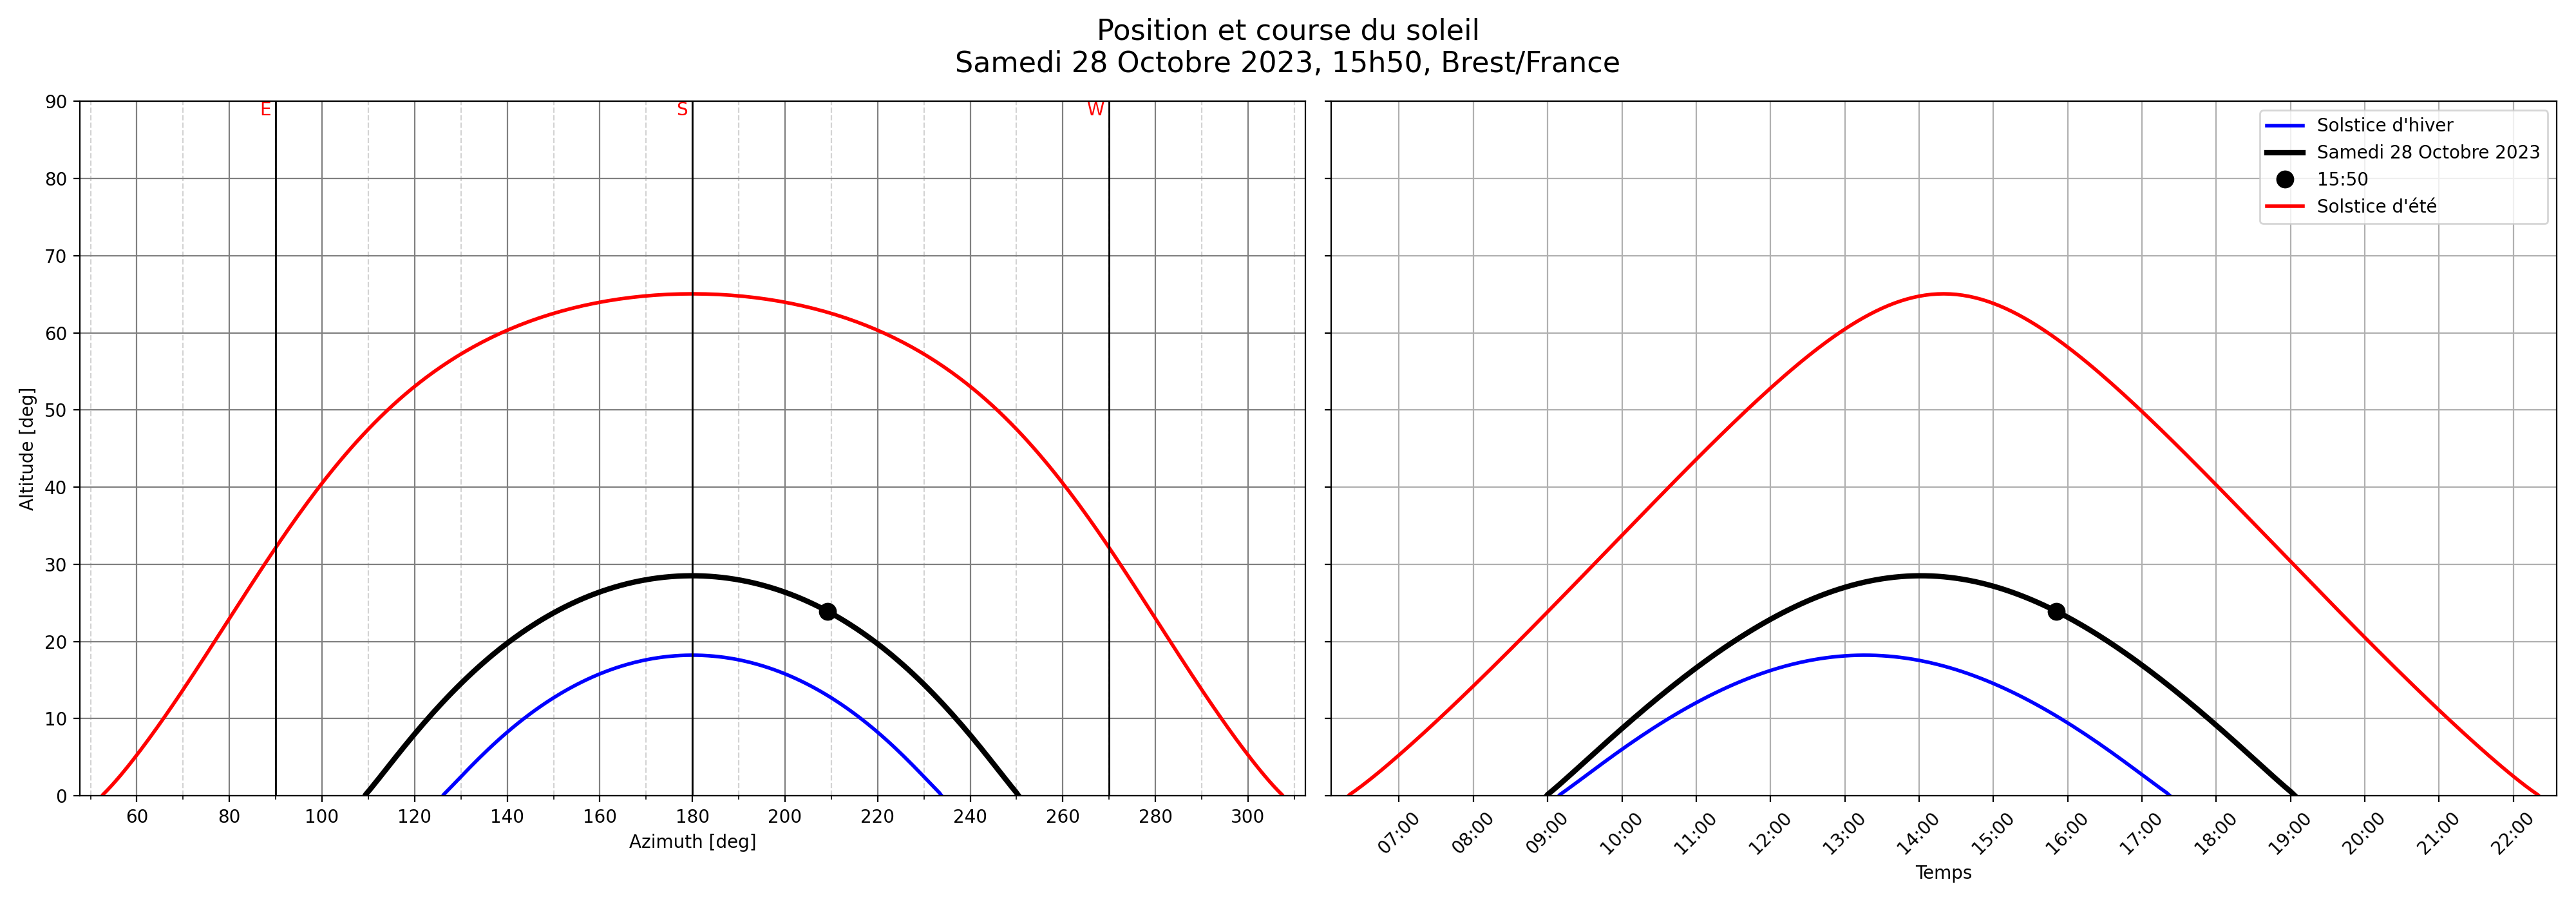 Position et course du soleil
Samedi 28 Octobre 2023, 15h50, Brest/France
E
S
W
90
80
70
60
50
40
30
20
10
0
Altitude [deg]
60 80 100 120 140 160 180 200 220 240 260 280 300
Azimuth [deg]
Solstice d'hiver
Samedi 28 Octobre 2023
15:50
Solstice d'été
07:00 08:00 09:00 10:00 11:00 12:00 13:00 14:00 15:00 16:00 17:00 18:00 19:00 20:00 21:00 22:00
Temps